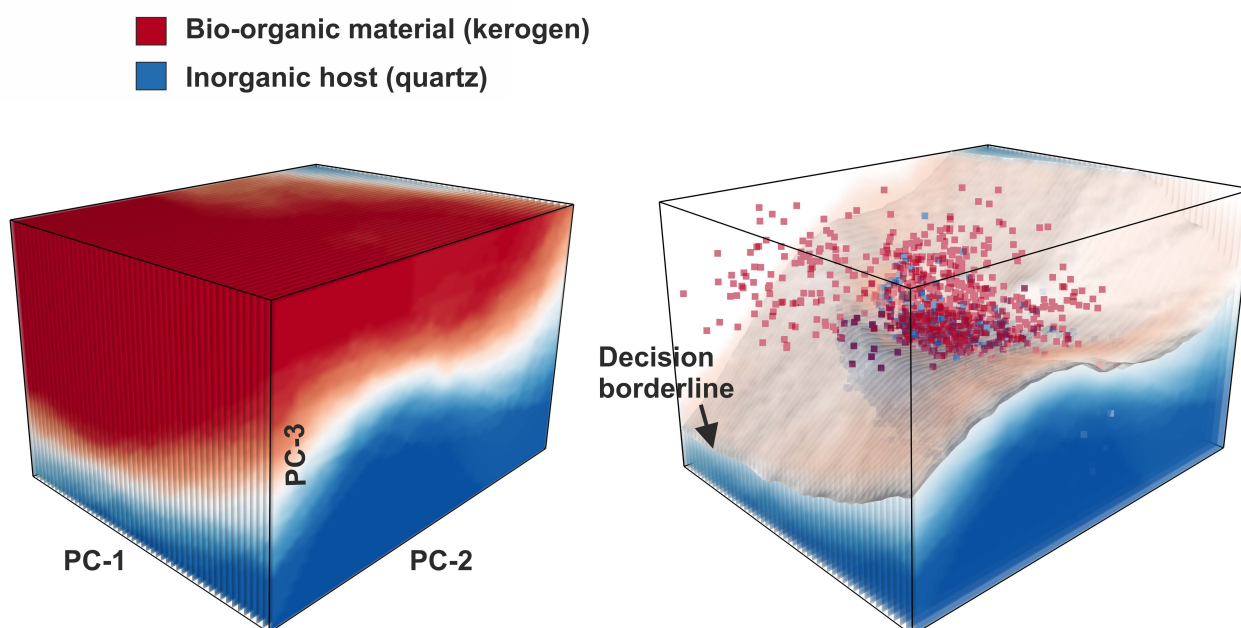 Bio-organic material (kerogen)
Inorganic host (quartz)
Decision
borderline
PC-3
PC-1
PC-2